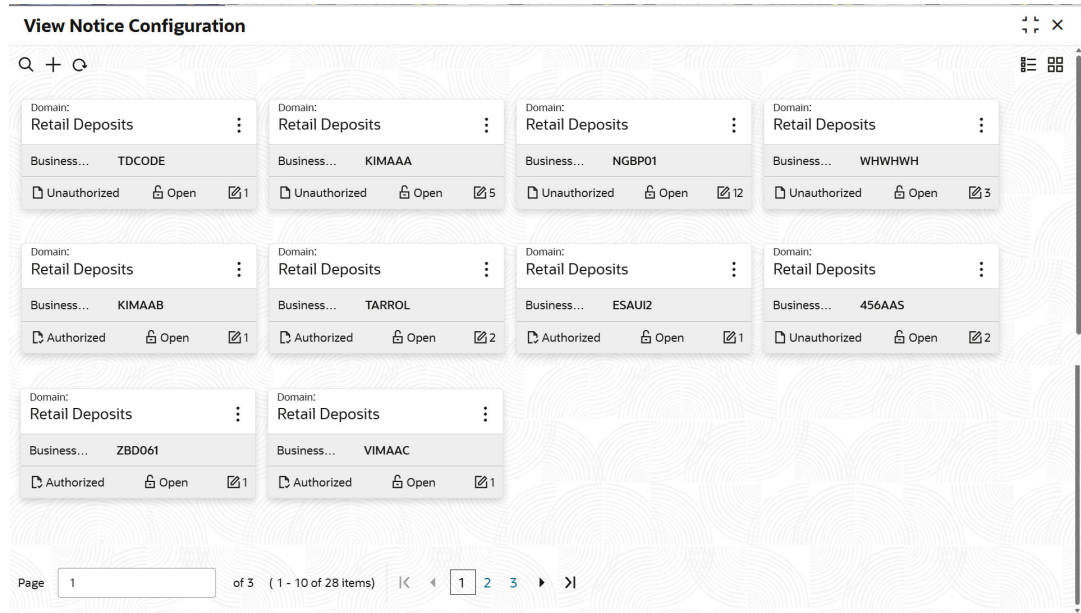 View Notice Configuration
Domain: Domain: Domain: Domain:
Retail Deposits Retail Deposits Retail Deposits Retail Deposits
Business... TDCODE Business... KIMAAA Business... NGBP01 Business... WHWHWH
Unauthorized Open 1 Unauthorized Open 5 Unauthorized Open 12 Unauthorized Open 3
Domain: Domain: Domain: Domain:
Retail Deposits Retail Deposits Retail Deposits Retail Deposits
Business... KIMAAB Business... TARROL Business... ESAUI2 Business... 456AAS
Authorized Open 1 Authorized Open 2 Authorized Open 1 Unauthorized Open 2
Domain: Domain:
Retail Deposits Retail Deposits
Business... ZBD061 Business... VIMAAC
Authorized Open 1 Authorized Open 1
Page 1 of 3 (1 - 10 of 28 items) 1 2 3